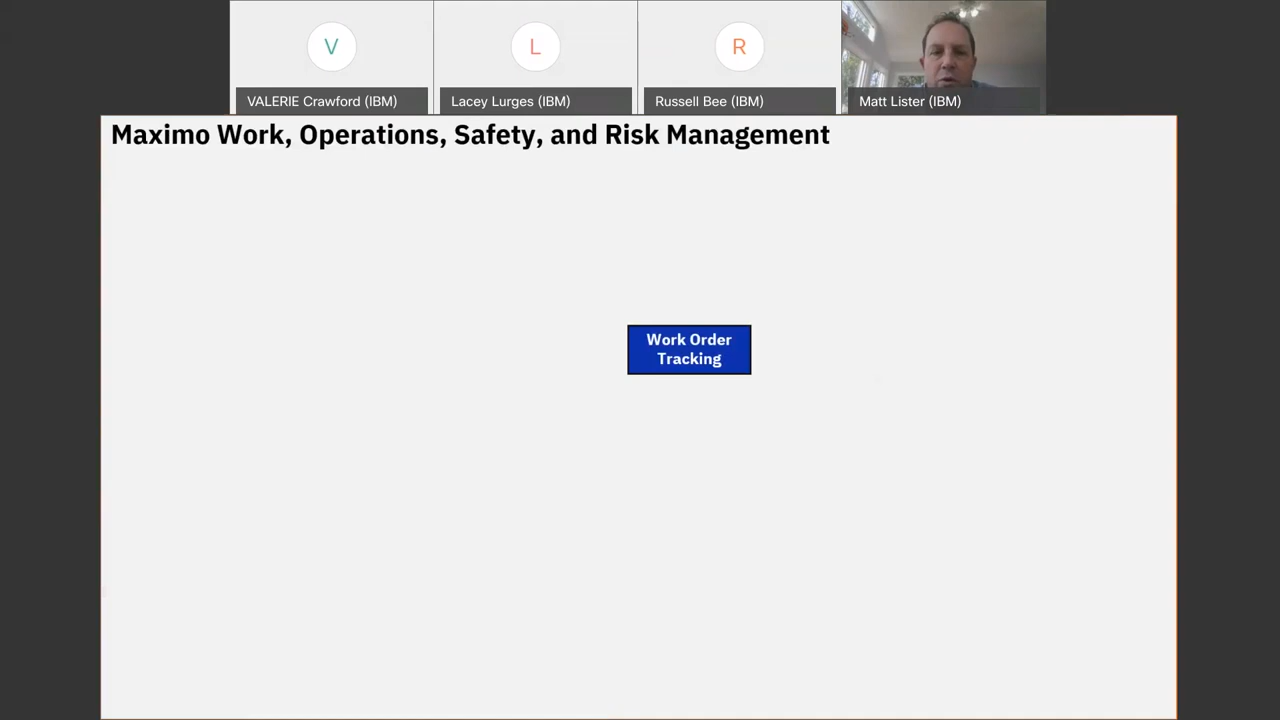 V
L
R
VALERIE Crawford (IBM)
Lacey Lurges (IBM)
Russell Bee (IBM)
Matt Lister (IBM)
Maximo Work, Operations, Safety, and Risk Management
Work Order
Tracking